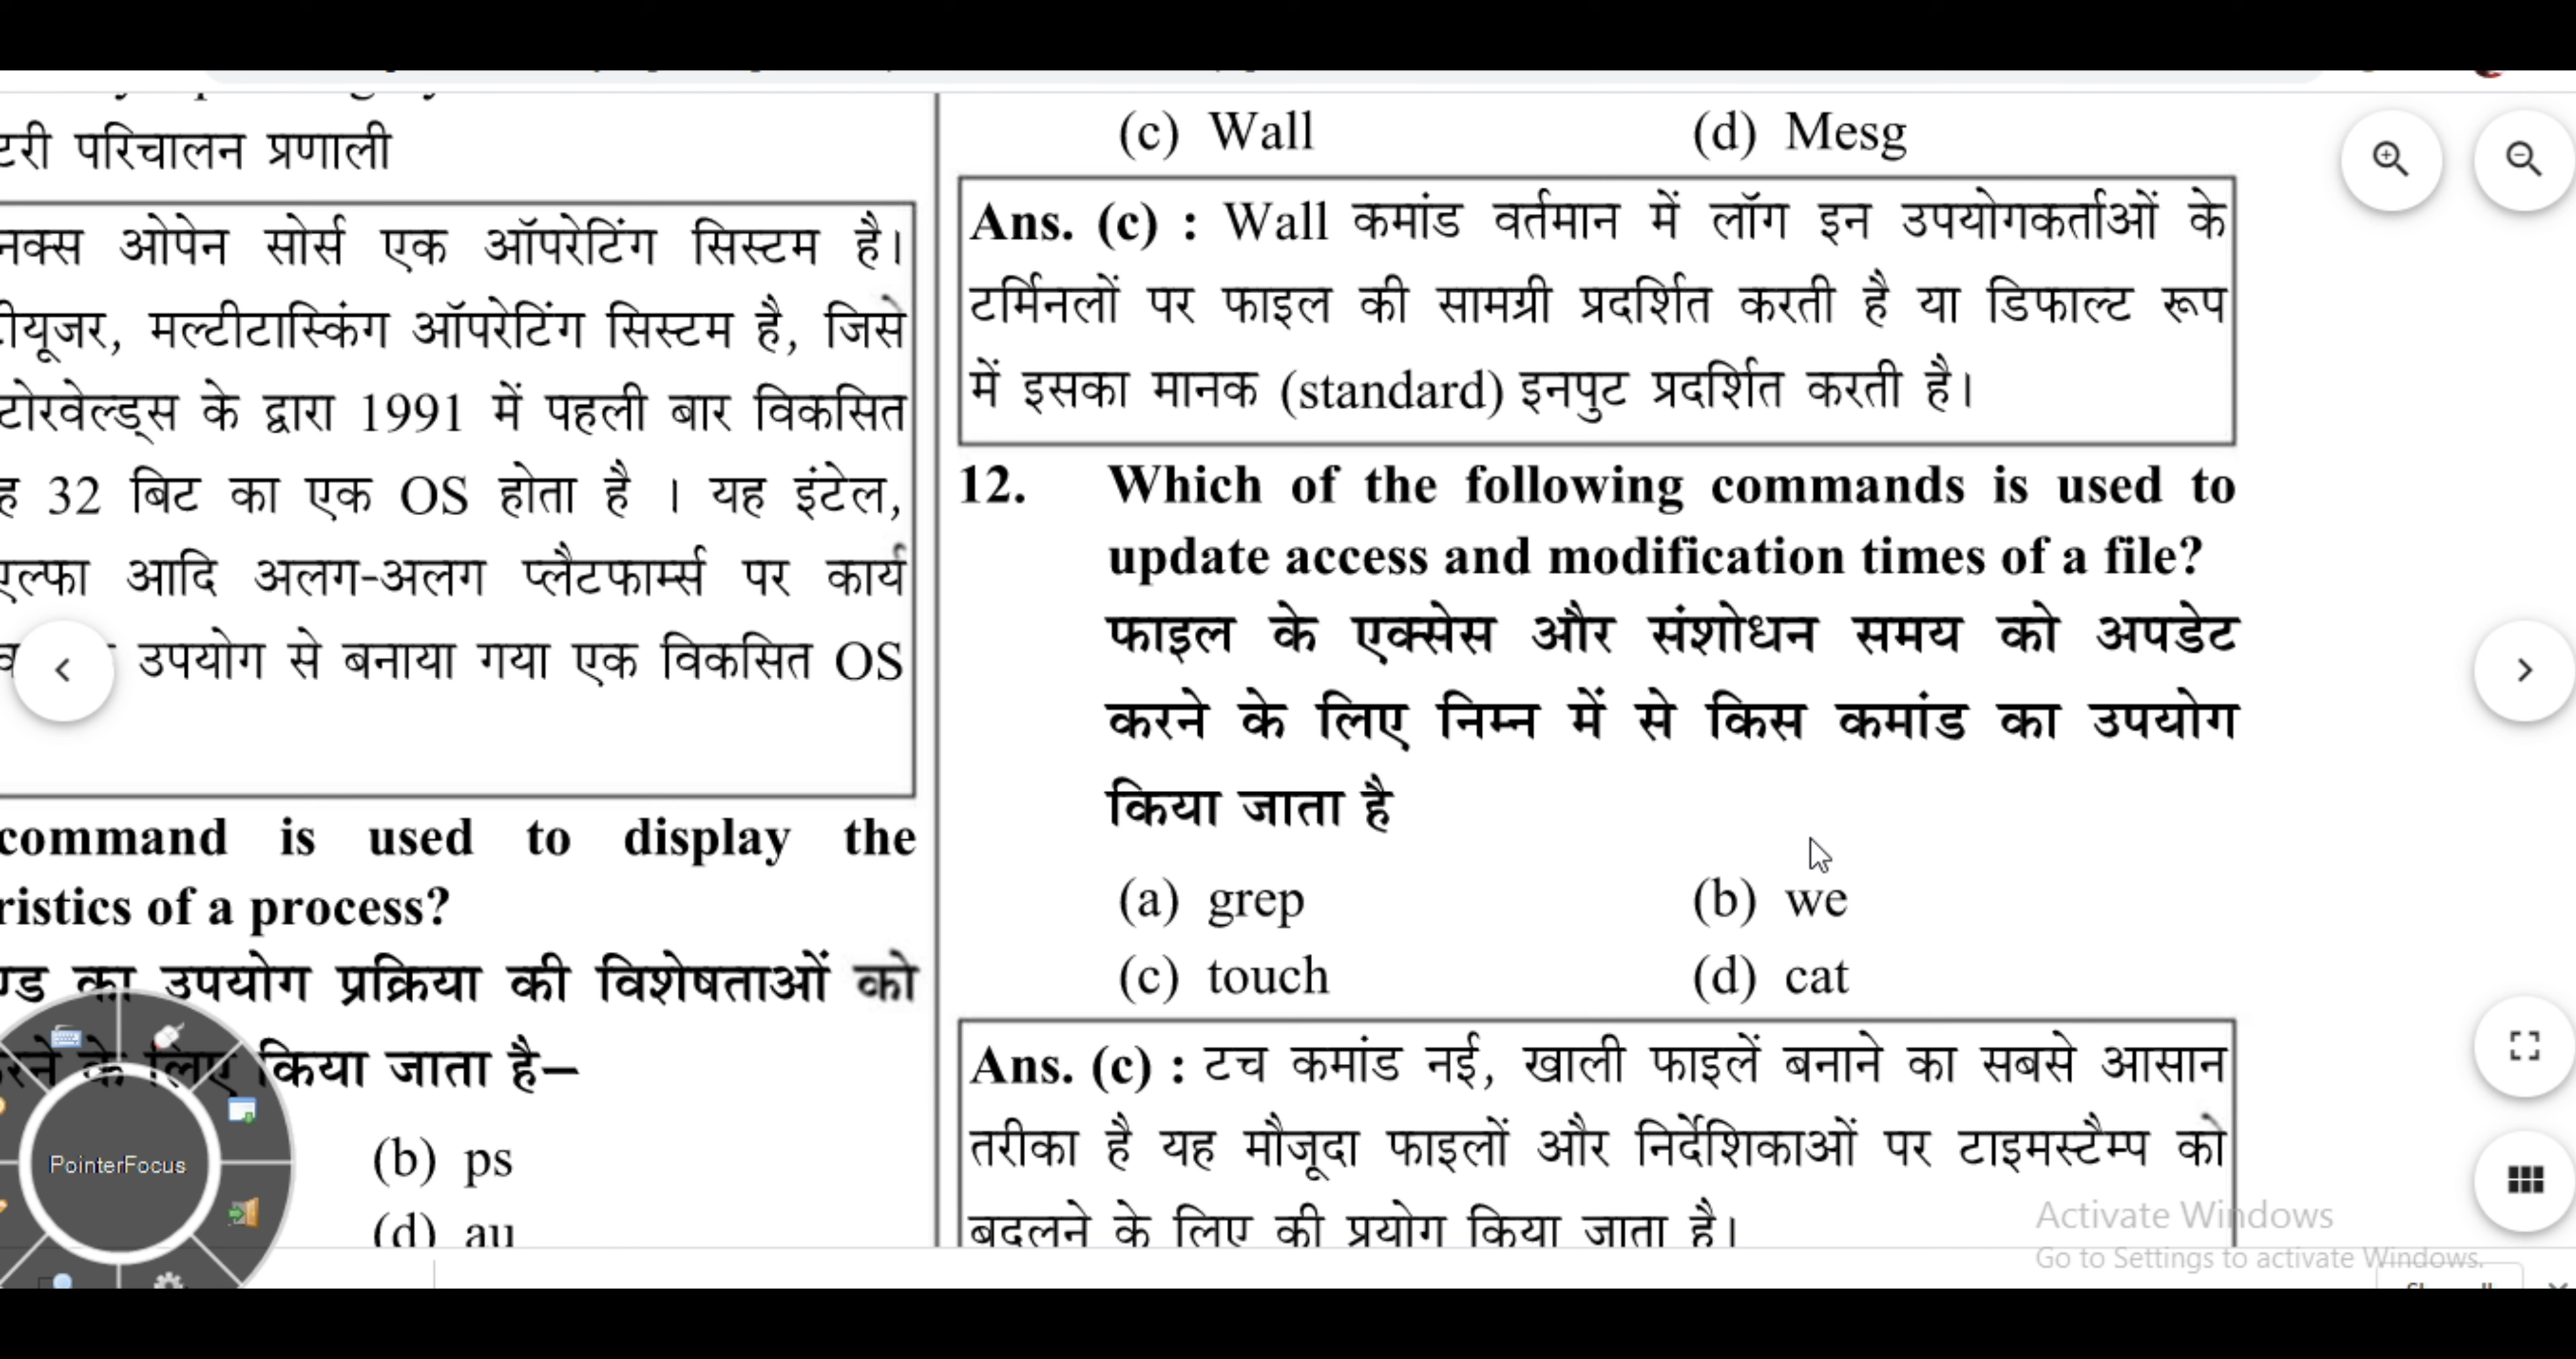 टरी परिचालन प्रणाली
नक्स ओपेन सोर्स एक ऑपरेटिंग सिस्टम है।
टीयूजर, मल्टीटास्किंग ऑपरेटिंग सिस्टम है, जिसे
टोरवेल्ड्स के द्वारा 1991 में पहली बार विकसित
ह 32 बिट का एक OS होता है । यह इंटेल,
एल्फा आदि अलग-अलग प्लैटफार्म्स पर कार्य
उपयोग से बनाया गया एक विकसित OS
command is used to display the
ristics of a process?
ण्ड का उपयोग प्रक्रिया की विशेषताओं को
रने के लिए किया जाता है–
(b) ps
(d) au
PointerFocus
(c) Wall (d) Mesg
Ans. (c) : Wall कमांड वर्तमान में लॉग इन उपयोगकर्ताओं के
टर्मिनलों पर फाइल की सामग्री प्रदर्शित करती है या डिफाल्ट रूप
में इसका मानक (standard) इनपुट प्रदर्शित करती है।
12. Which of the following commands is used to
update access and modification times of a file?
फाइल के एक्सेस और संशोधन समय को अपडेट
करने के लिए निम्न में से किस कमांड का उपयोग
किया जाता है
(a) grep (b) we
(c) touch (d) cat
Ans. (c) : टच कमांड नई, खाली फाइलें बनाने का सबसे आसान
तरीका है यह मौजूदा फाइलों और निर्देशिकाओं पर टाइमस्टैम्प को
बदलने के लिए की प्रयोग किया जाता है।
Activate Windows
Go to Settings to activate Windows.